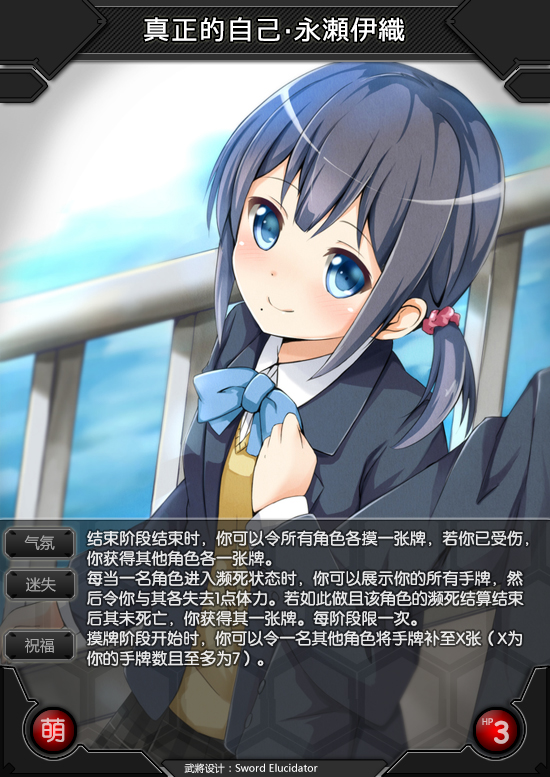 真正的自己·永瀬伊織
气氛
结束阶段结束时，你可以令所有角色各摸一张牌，若你已受伤，
你获得其他角色各一张牌。
迷失
每当一名角色进入濒死状态时，你可以展示你的所有手牌，然
后令你与其各失去1点体力。若如此做且该角色的濒死结算结束
后其未死亡，你获得其一张牌。每阶段限一次。
祝福
摸牌阶段开始时，你可以令一名其他角色将手牌补至X张（X为
你的手牌数且至多为7）。
萌
HP 3
武將设计：Sword Elucidator